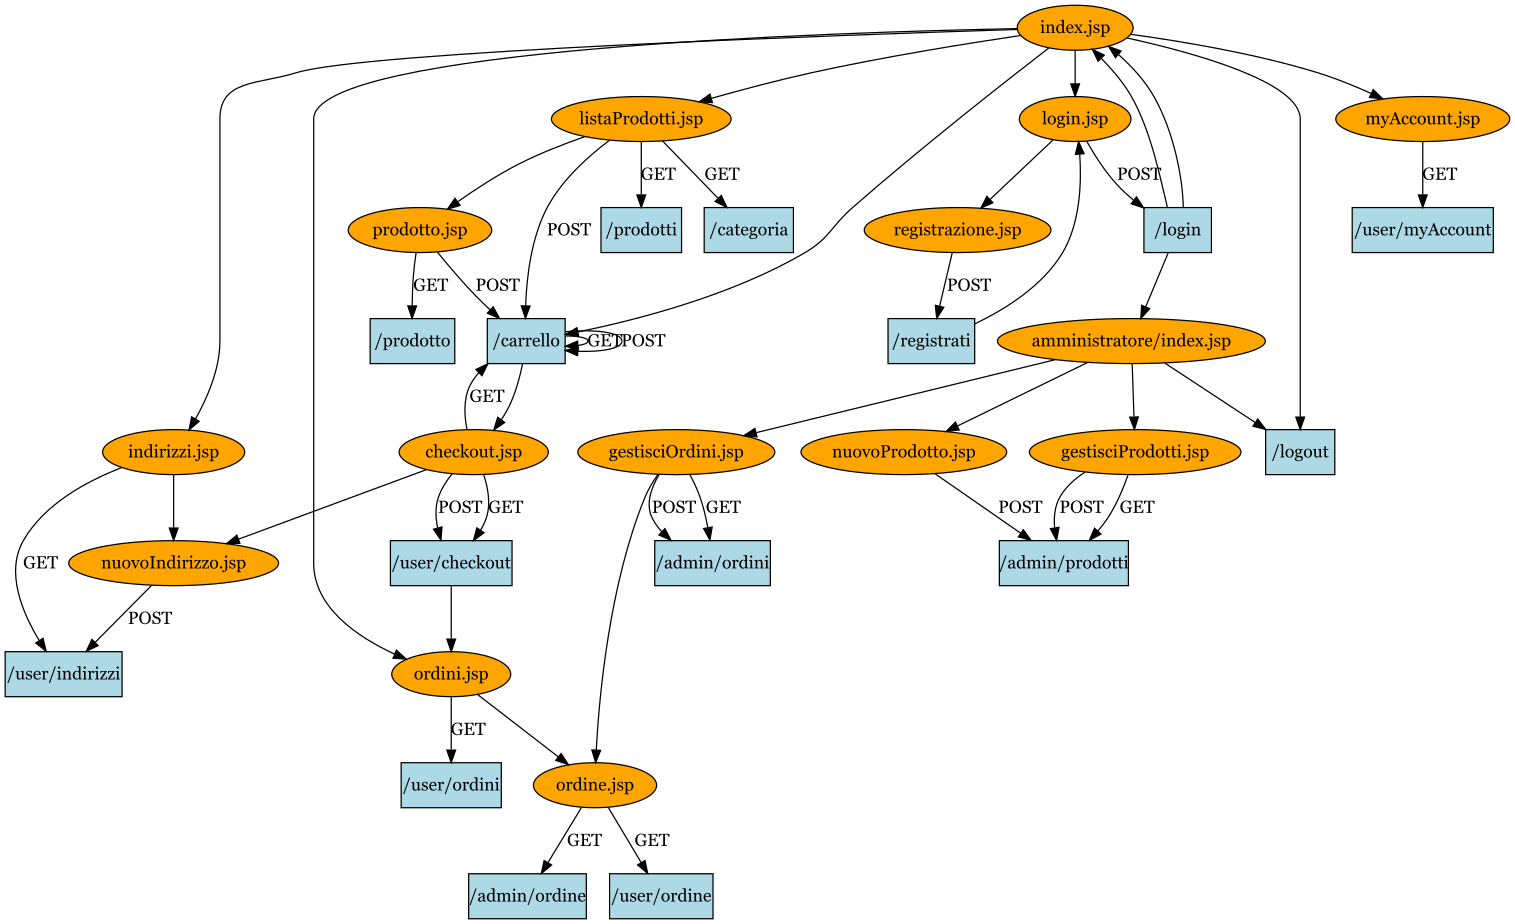 index.jsp
listaProdotti.jsp
login.jsp
myAccount.jsp
GET
GET
POST
GET
prodotto.jsp
POST
/prodotti
/categoria
registrazione.jsp
/login
/user/myAccount
GET
POST
POST
/prodotto
/carrello
GET
POST
/registrati
amministratore/index.jsp
GET
indirizzi.jsp
checkout.jsp
gestisciOrdini.jsp
nuovoProdotto.jsp
gestisciProdotti.jsp
/logout
POST
GET
POST
GET
POST
POST
GET
GET
nuovoIndirizzo.jsp
/user/checkout
/admin/ordini
/admin/prodotti
POST
/user/indirizzi
ordini.jsp
GET
/user/ordini
ordine.jsp
GET
GET
/admin/ordine
/user/ordine